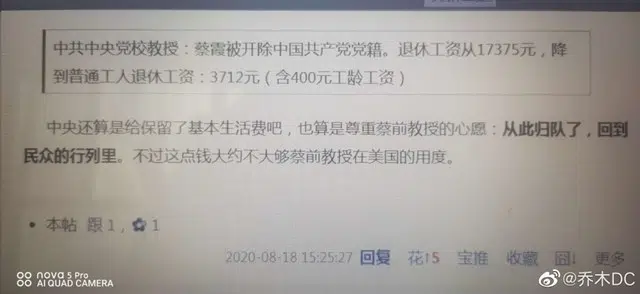 中共中央党校教授：蔡霞被开除中国共产党党籍。退休工资从17375元，降
到普通工人退休工资：3712元（含400元工龄工资）
中央还算是给保留了基本生活费吧，也算是尊重蔡前教授的心愿：从此归队了，回到
民众的行列里。不过这点钱大约不大够蔡前教授在美国的用度。
本帖 跟 1，✿ 1
2020-08-18 15:25:27 回复 花↑5 宝推 收藏 囧↓ 更多
nova 5 Pro
AI QUAD CAMERA
@乔木DC